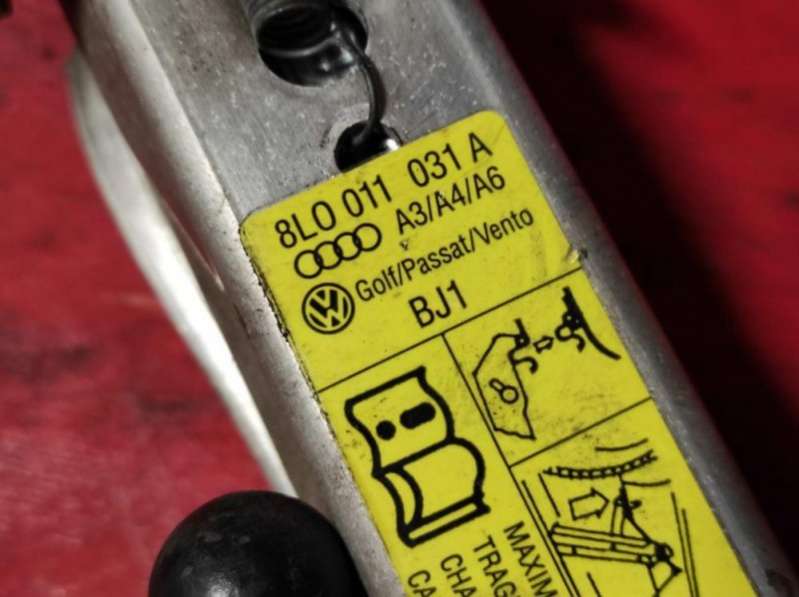 8L0 011 031 A
A3/A4/A6
Golf/Passat/Vento
BJ1
MAXIM
TRAG
CHA
CA